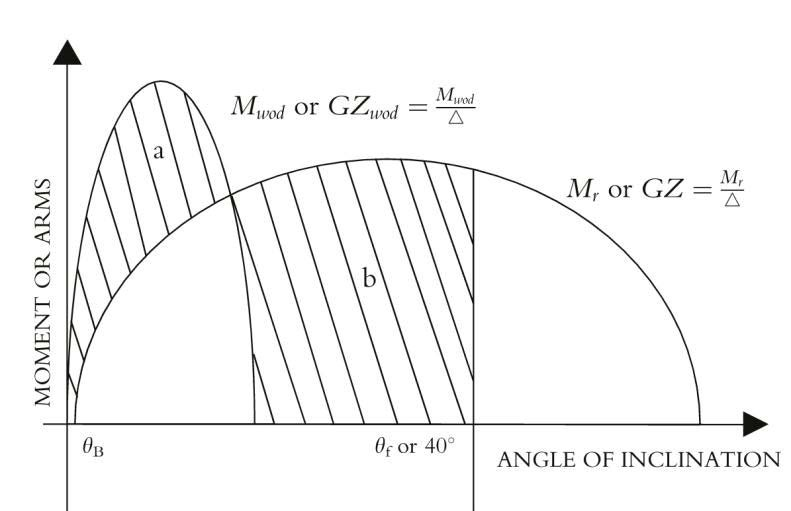 M_wod or GZ_wod = M_wod/△
a
M_r or GZ = M_r/△
b
MOMENT OR ARMS
θ_B
θ_f or 40°
ANGLE OF INCLINATION